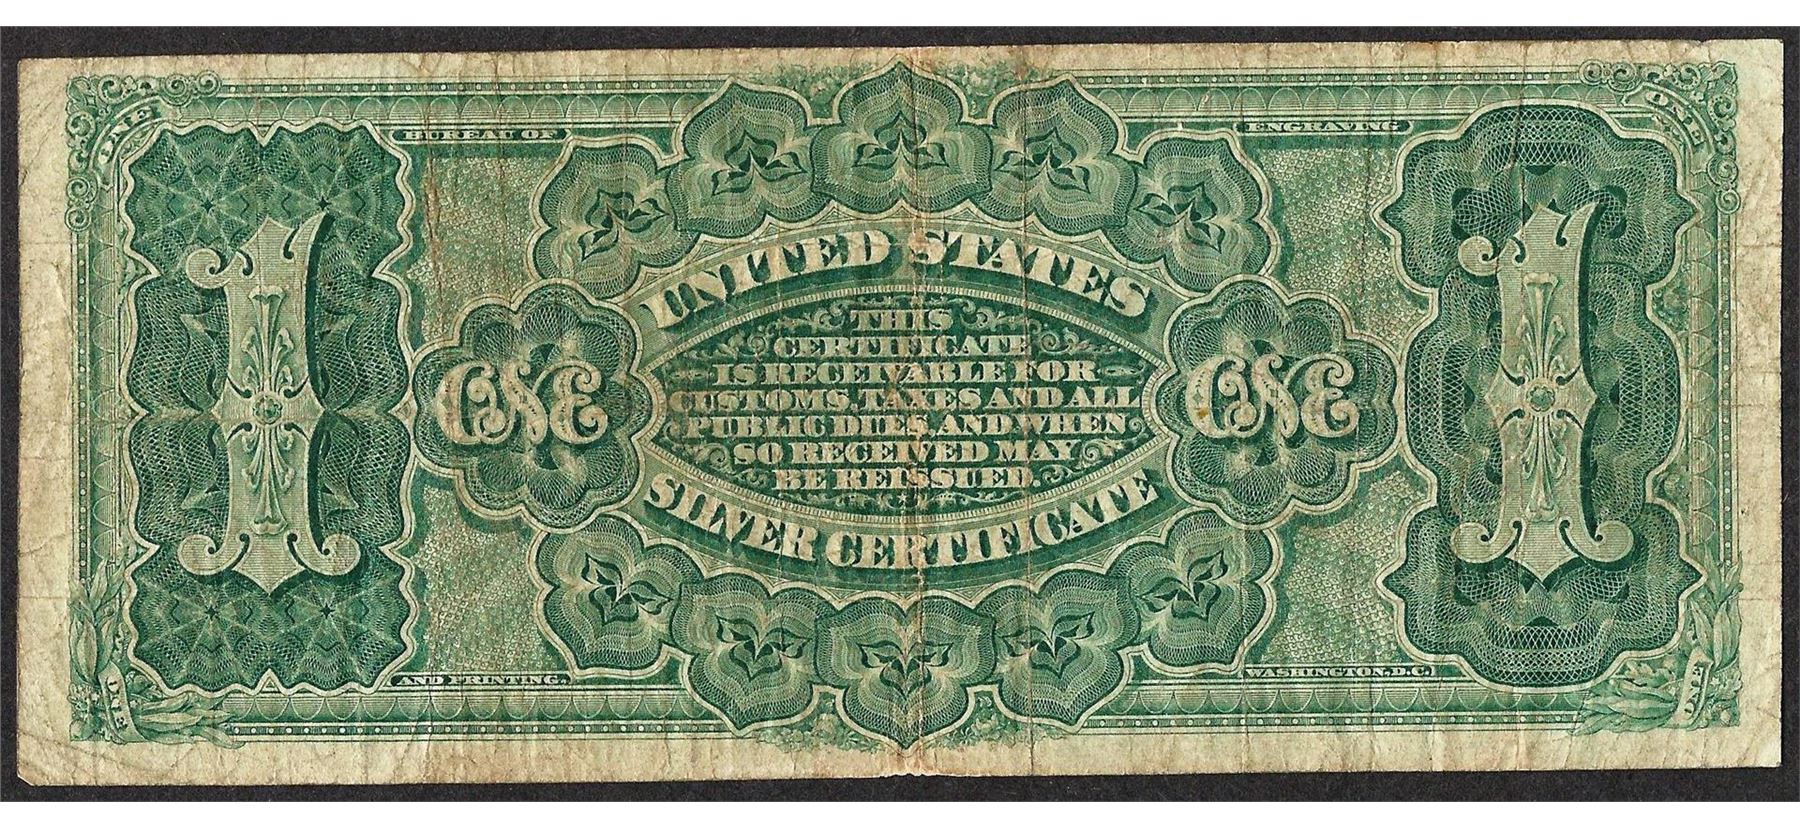 ONE
ONE
BUREAU OF
ENGRAVING
1
1
UNITED STATES
THIS
CERTIFICATE
IS RECEIVABLE FOR
CUSTOMS, TAXES AND ALL
PUBLIC DUES, AND WHEN
SO RECEIVED MAY
BE REISSUED.
ONE
ONE
SILVER CERTIFICATE
AND PRINTING.
WASHINGTON, D.C.
ONE
ONE